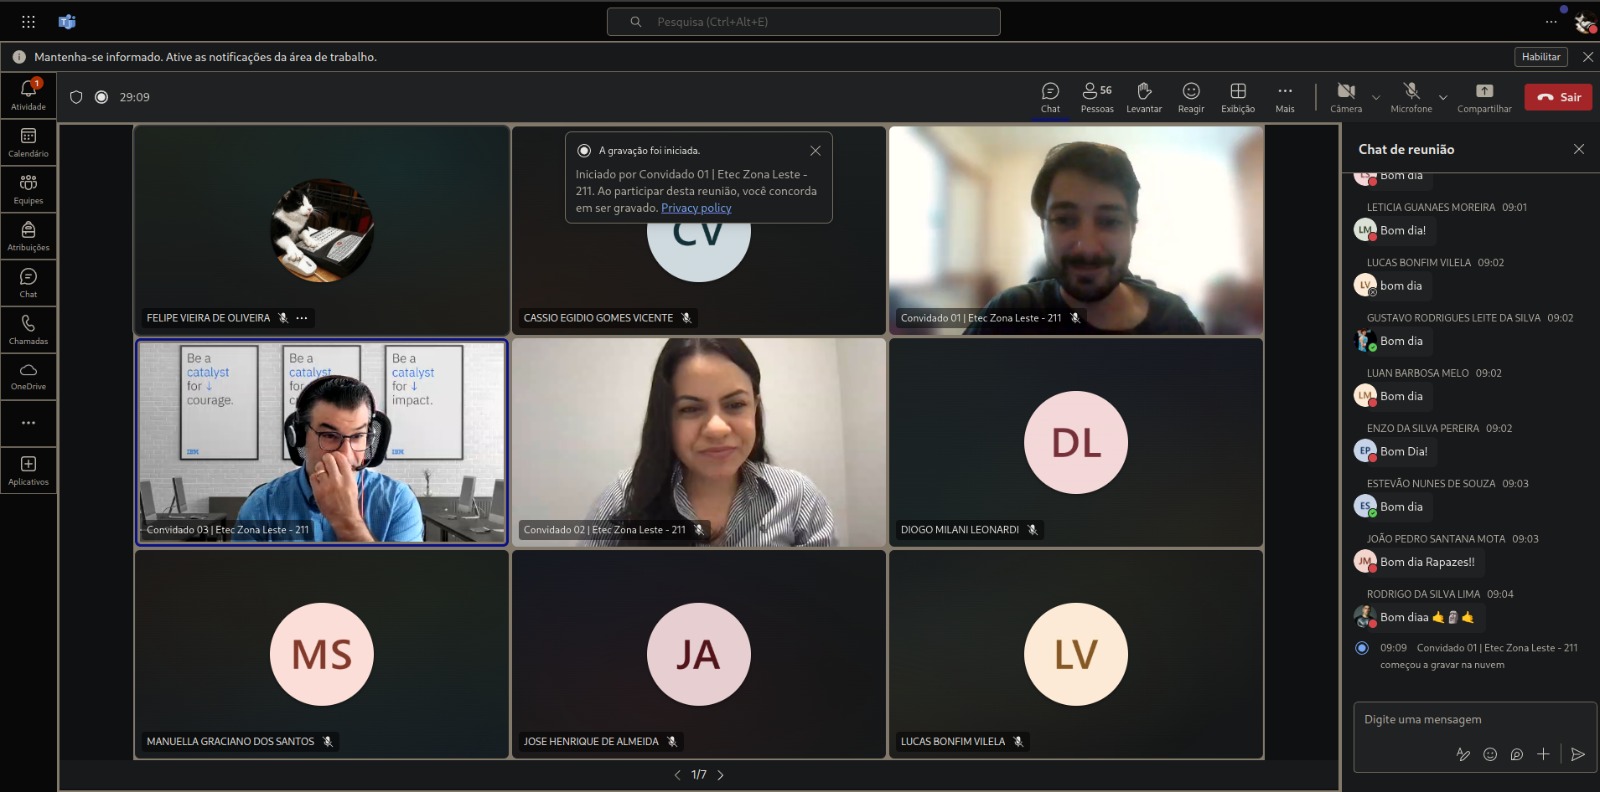 Pesquisa (Ctrl+Alt+E)
Mantenha-se informado. Ative as notificações da área de trabalho.
Habilitar
1
Atividade
Calendário
Equipes
Atribuições
Chat
Chamadas
OneDrive
Aplicativos
29:09
Chat
56
Pessoas
Levantar
Reagir
Exibição
Mais
Câmera
Microfone
Compartilhar
Sair
A gravação foi iniciada.
Iniciado por Convidado 01 | Etec Zona Leste -
211. Ao participar desta reunião, você concorda
em ser gravado. Privacy policy
FELIPE VIEIRA DE OLIVEIRA
CV
CASSIO EGIDIO GOMES VICENTE
Convidado 01 | Etec Zona Leste - 211
Be a
catalyst
for ↓
courage.
IBM
Be a
catalyst
for
Be a
catalyst
for ↓
impact.
IBM
Convidado 03 | Etec Zona Leste - 211
Convidado 02 | Etec Zona Leste - 211
DL
DIOGO MILANI LEONARDI
MS
MANUELLA GRACIANO DOS SANTOS
JA
JOSE HENRIQUE DE ALMEIDA
LV
LUCAS BONFIM VILELA
1/7
Chat de reunião
Bom dia
LETICIA GUANAES MOREIRA 09:01
LM Bom dia!
LUCAS BONFIM VILELA 09:02
LV bom dia
GUSTAVO RODRIGUES LEITE DA SILVA 09:02
Bom dia
LUAN BARBOSA MELO 09:02
LM Bom dia
ENZO DA SILVA PEREIRA 09:02
EP Bom Dia!
ESTEVÃO NUNES DE SOUZA 09:03
ES Bom dia
JOÃO PEDRO SANTANA MOTA 09:03
JM Bom dia Rapazes!!
RODRIGO DA SILVA LIMA 09:04
Bom diaa 🤙🗿🤙
09:09 Convidado 01 | Etec Zona Leste - 211
começou a gravar na nuvem
Digite uma mensagem